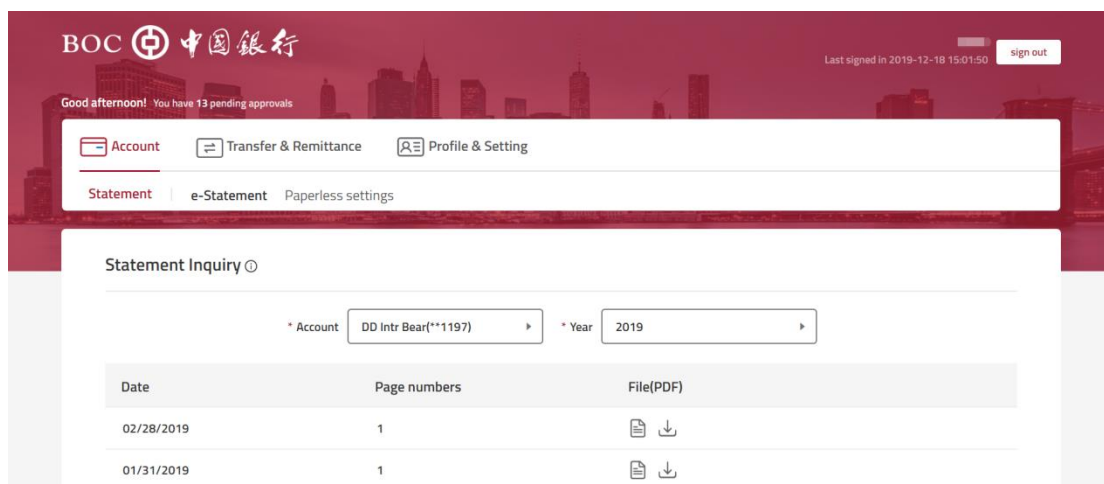 BOC 中国銀行
Last signed in 2019-12-18 15:01:50 sign out
Good afternoon! You have 13 pending approvals
Account Transfer & Remittance Profile & Setting
Statement e-Statement Paperless settings
Statement Inquiry
* Account DD Intr Bear(**1197) * Year 2019
Date Page numbers File(PDF)
02/28/2019 1
01/31/2019 1